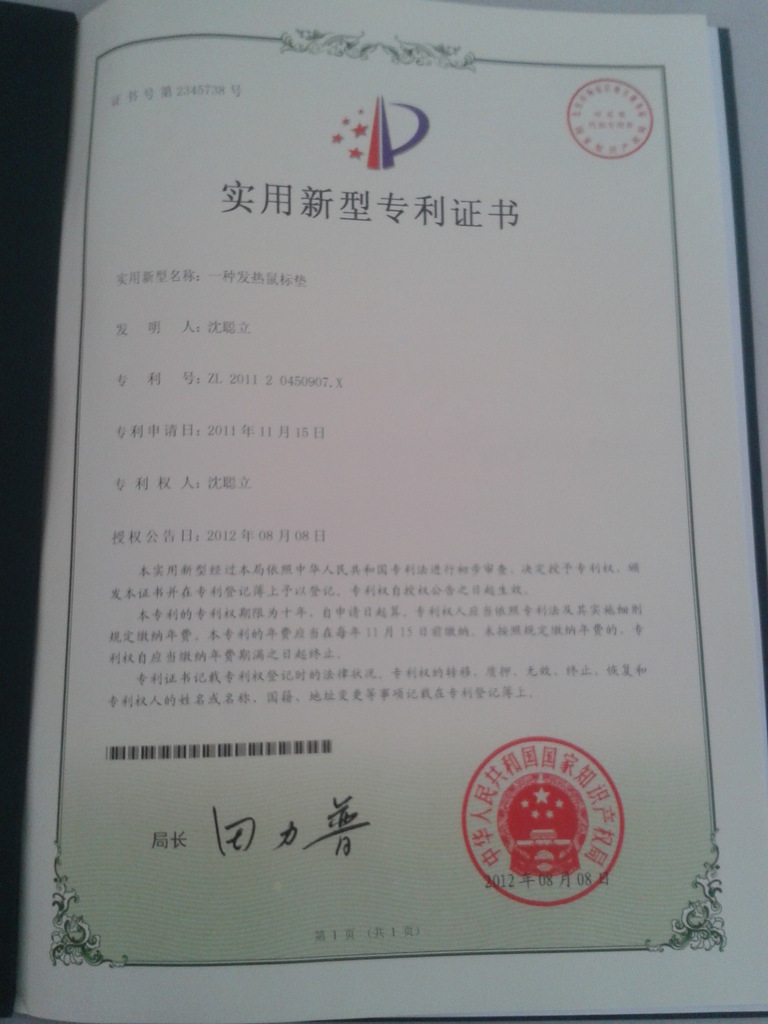 证书号第2345738号
实用新型专利证书
实用新型名称：一种发热鼠标垫
发 明 人：沈聪立
专 利 号：ZL 2011 2 0450907.X
专利申请日：2011年11月15日
专 利 权 人：沈聪立
授权公告日：2012年08月08日
本实用新型经过本局依照中华人民共和国专利法进行初步审查，决定授予专利权，颁
发本证书并在专利登记簿上予以登记。专利权自授权公告之日起生效。
本专利的专利权期限为十年，自申请日起算。专利权人应当依照专利法及其实施细则
规定缴纳年费。本专利的年费应当在每年11月15日前缴纳。未按照规定缴纳年费的，专
利权自应当缴纳年费期满之日起终止。
专利证书记载专利权登记时的法律状况。专利权的转移、质押、无效、终止、恢复和
专利权人的姓名或名称、国籍、地址变更等事项记载在专利登记簿上。
局长 田力普
中华人民共和国国家知识产权局
2012年08月08日
第1页（共1页）